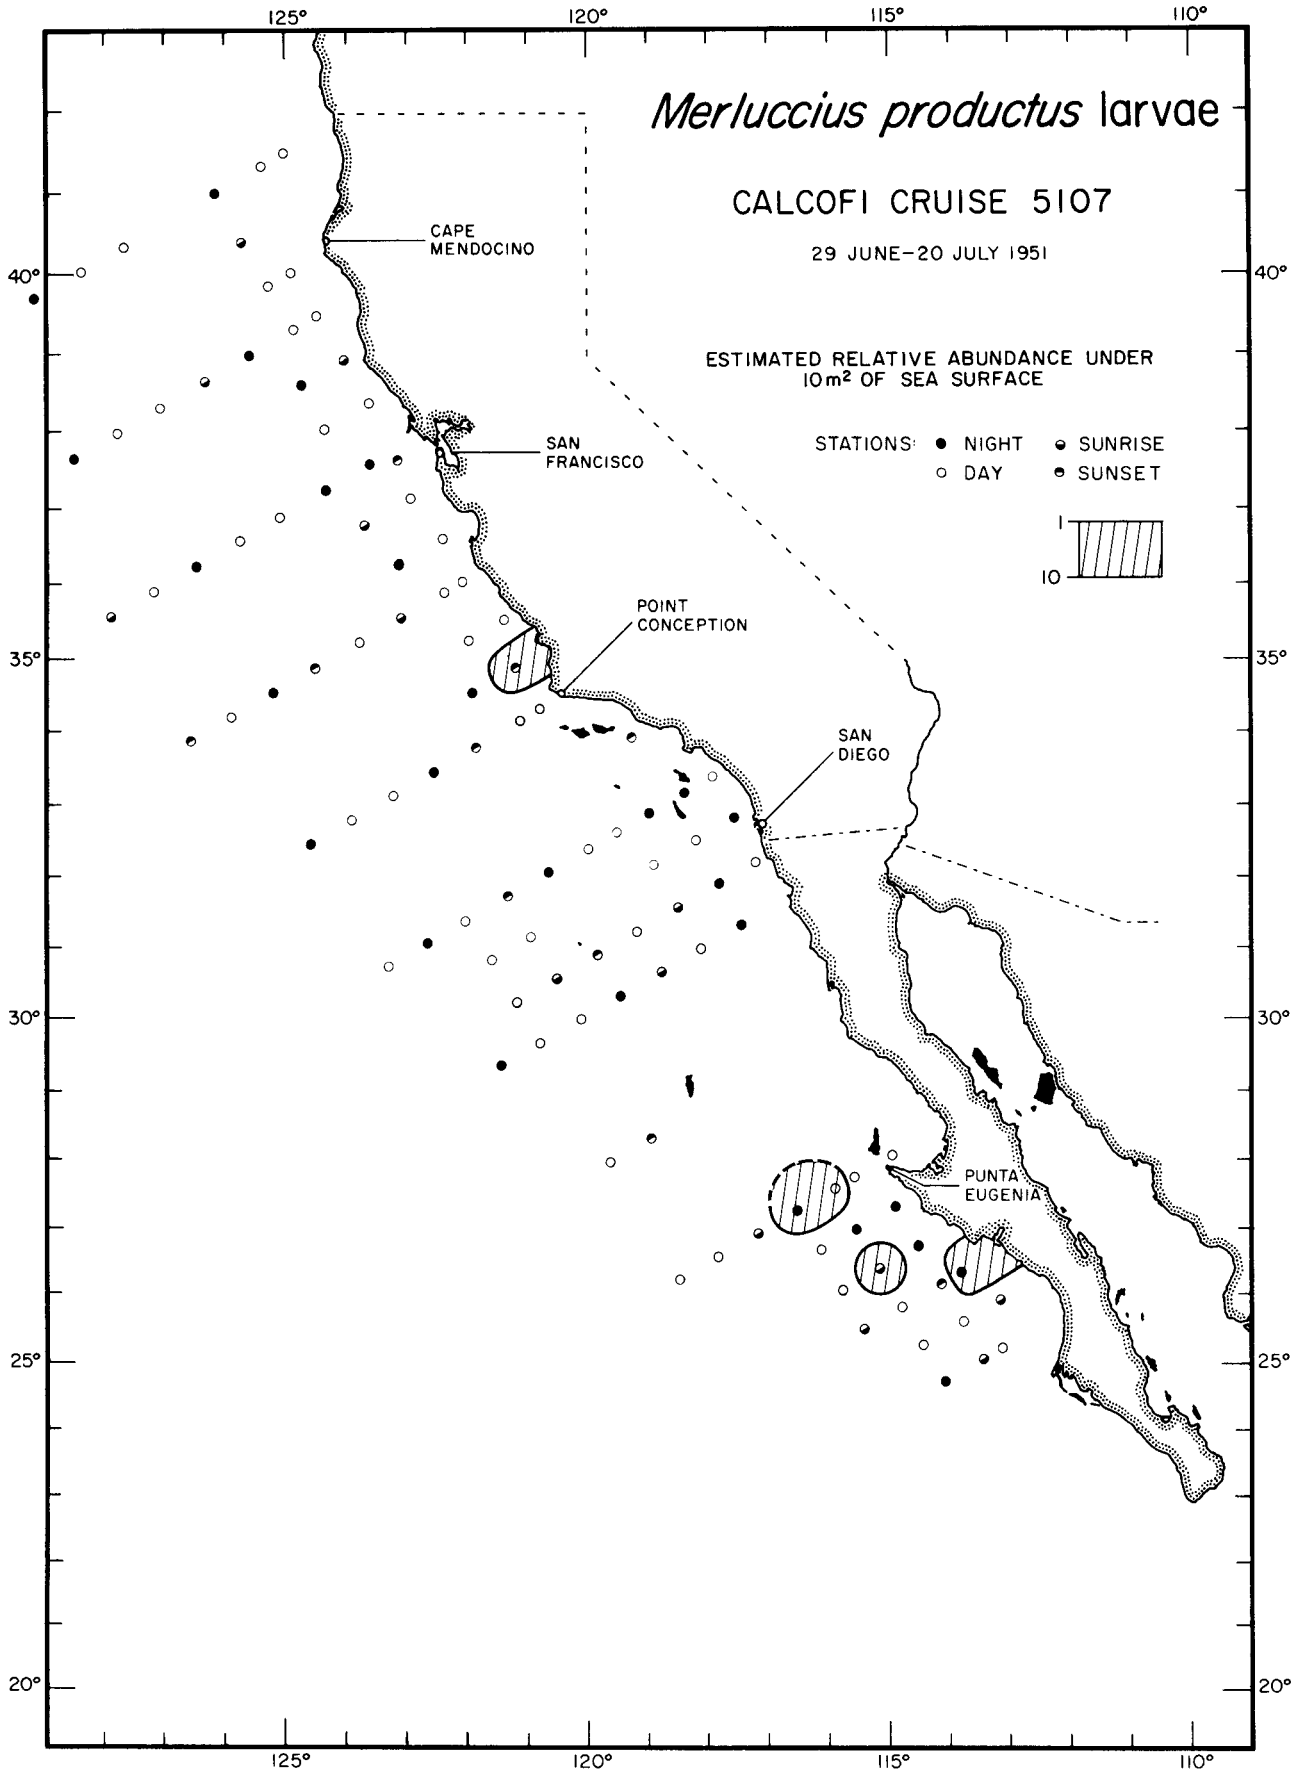 125° 120° 115° 110°
Merluccius productus larvae
CALCOFI CRUISE 5107
29 JUNE–20 JULY 1951
CAPE
MENDOCINO
40° 40°
ESTIMATED RELATIVE ABUNDANCE UNDER
10m² OF SEA SURFACE
STATIONS: NIGHT SUNRISE
DAY SUNSET
SAN
FRANCISCO
1
10
POINT
CONCEPTION
35° 35°
SAN
DIEGO
30° 30°
PUNTA
EUGENIA
25° 25°
20° 20°
125° 120° 115° 110°